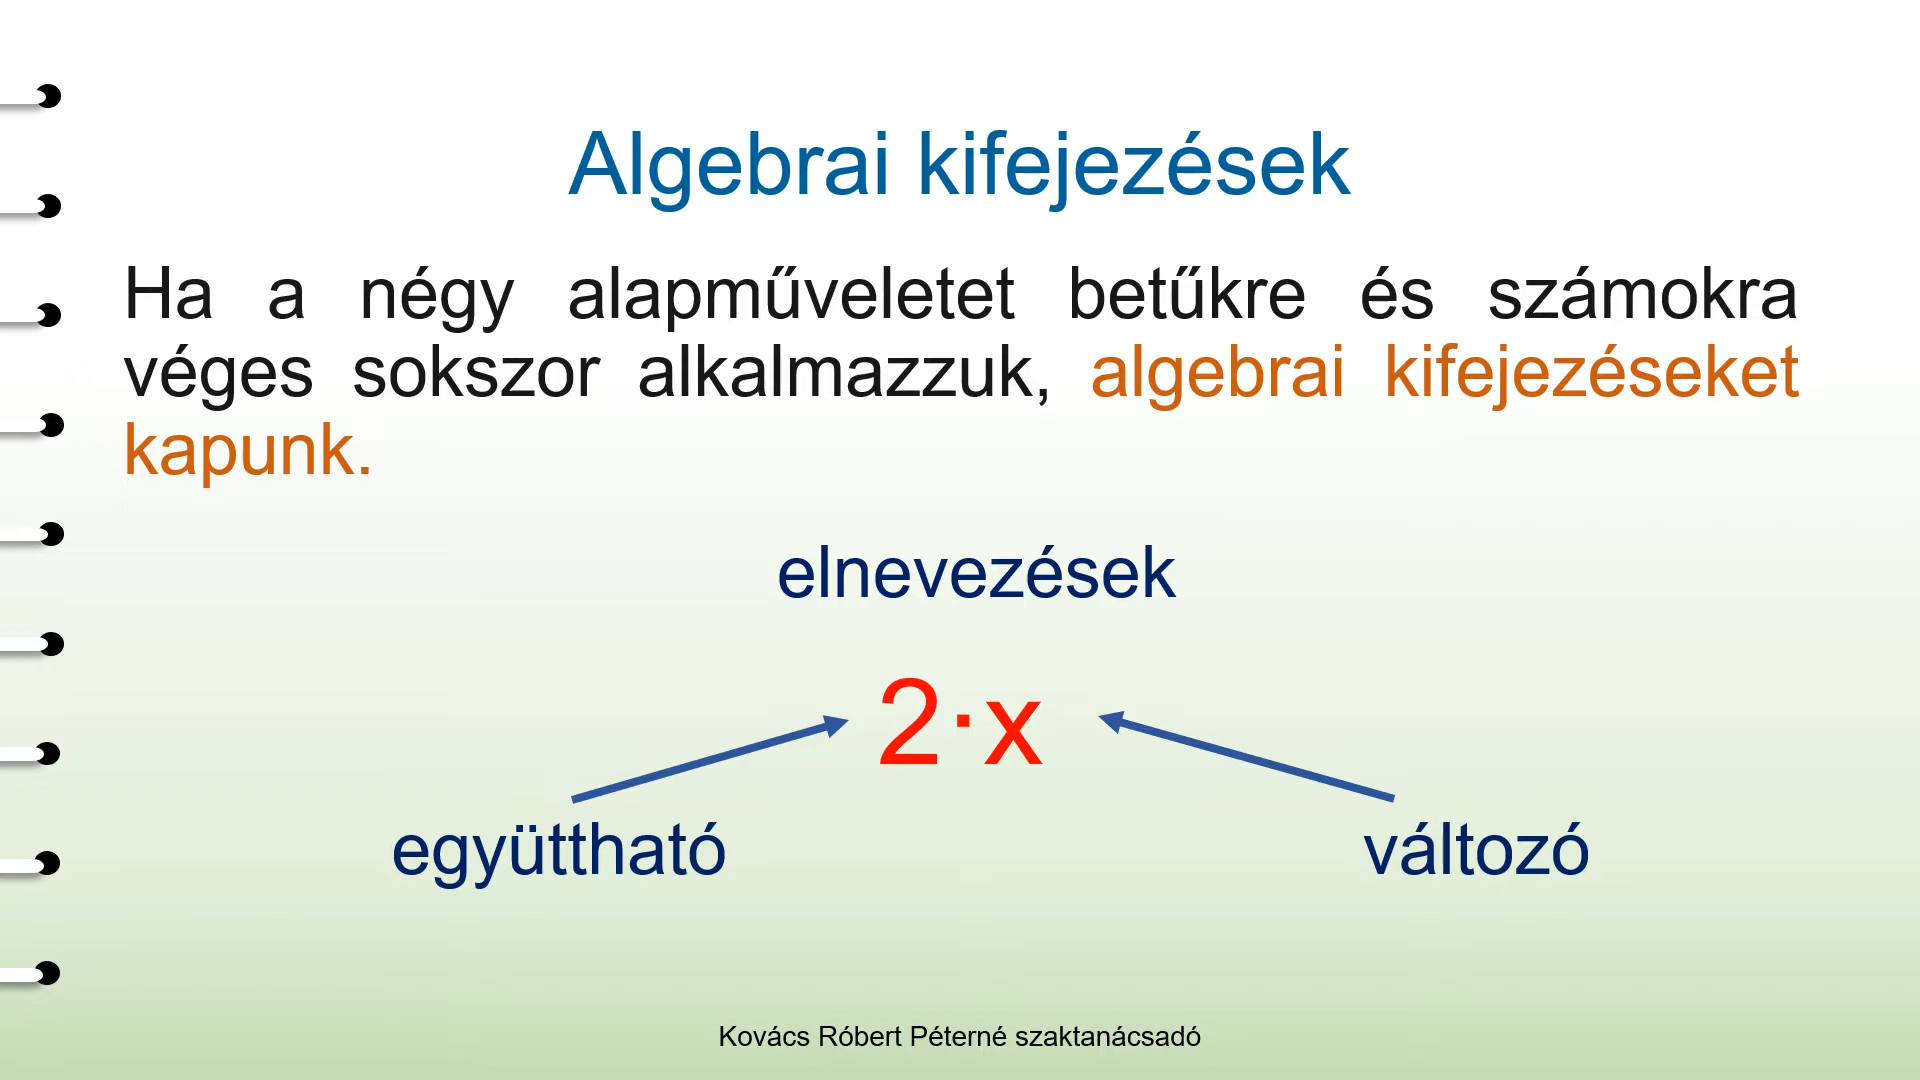 Algebrai kifejezések
Ha a négy alapműveletet betűkre és számokra
véges sokszor alkalmazzuk, algebrai kifejezéseket
kapunk.
elnevezések
2·x
együttható
változó
Kovács Róbert Péterné szaktanácsadó